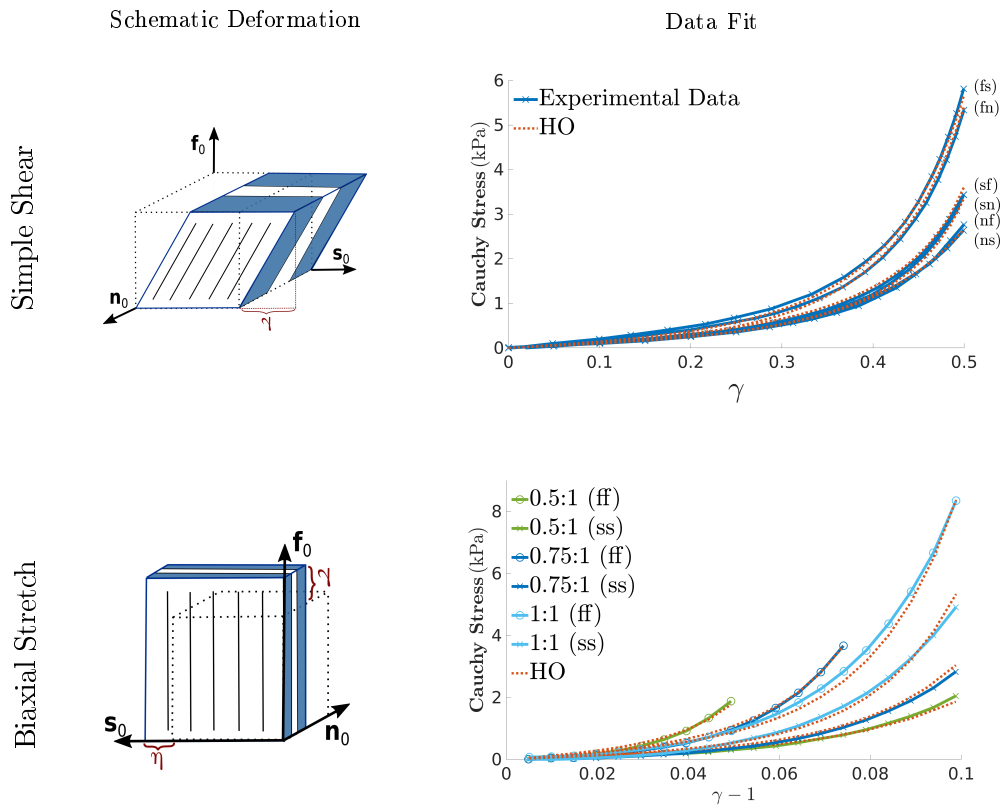 Schematic Deformation
Data Fit
Simple Shear
f0
s0
n0
γ
6
5
4
3
2
1
0
Cauchy Stress (kPa)
Experimental Data
HO
(fs)
(fn)
(sf)
(sn)
(nf)
(ns)
0 0.1 0.2 0.3 0.4 0.5
γ
Biaxial Stretch
f0
γ
s0
n0
η
8
6
4
2
0
Cauchy Stress (kPa)
0.5:1 (ff)
0.5:1 (ss)
0.75:1 (ff)
0.75:1 (ss)
1:1 (ff)
1:1 (ss)
HO
0 0.02 0.04 0.06 0.08 0.1
γ − 1